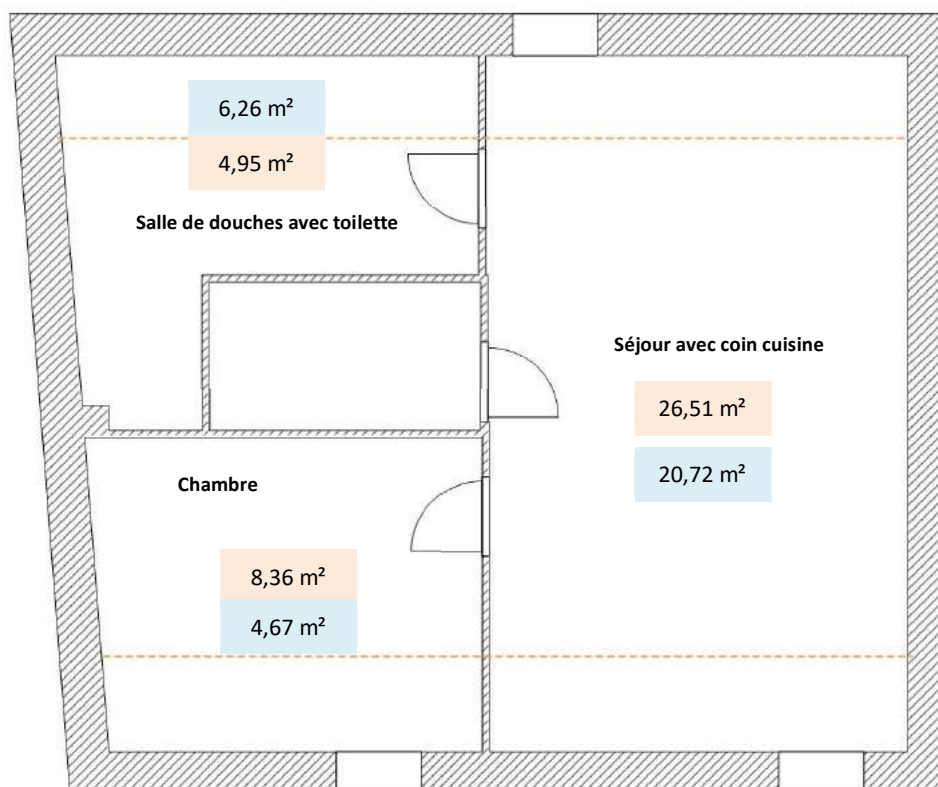 6,26 m²
4,95 m²
Salle de douches avec toilette
Séjour avec coin cuisine
26,51 m²
20,72 m²
Chambre
8,36 m²
4,67 m²